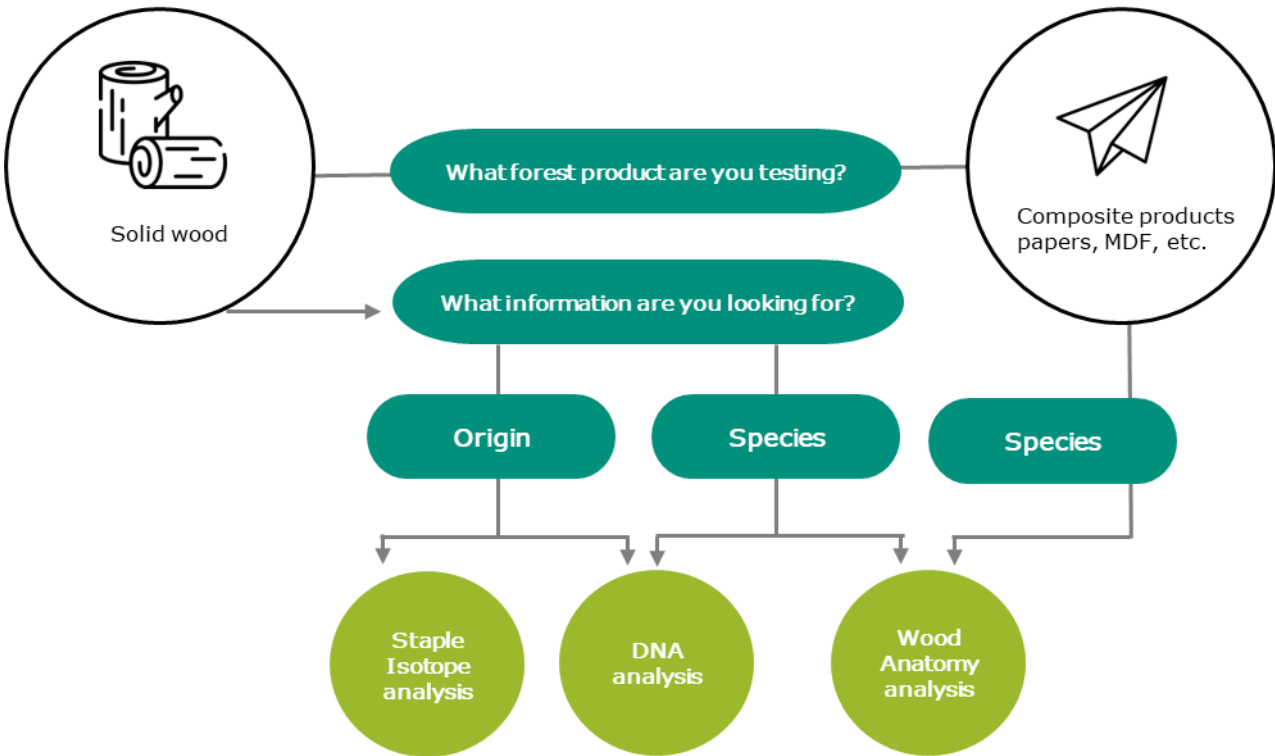 What forest product are you testing?
Solid wood
Composite products
papers, MDF, etc.
What information are you looking for?
Origin
Species
Species
Staple
Isotope
analysis
DNA
analysis
Wood
Anatomy
analysis